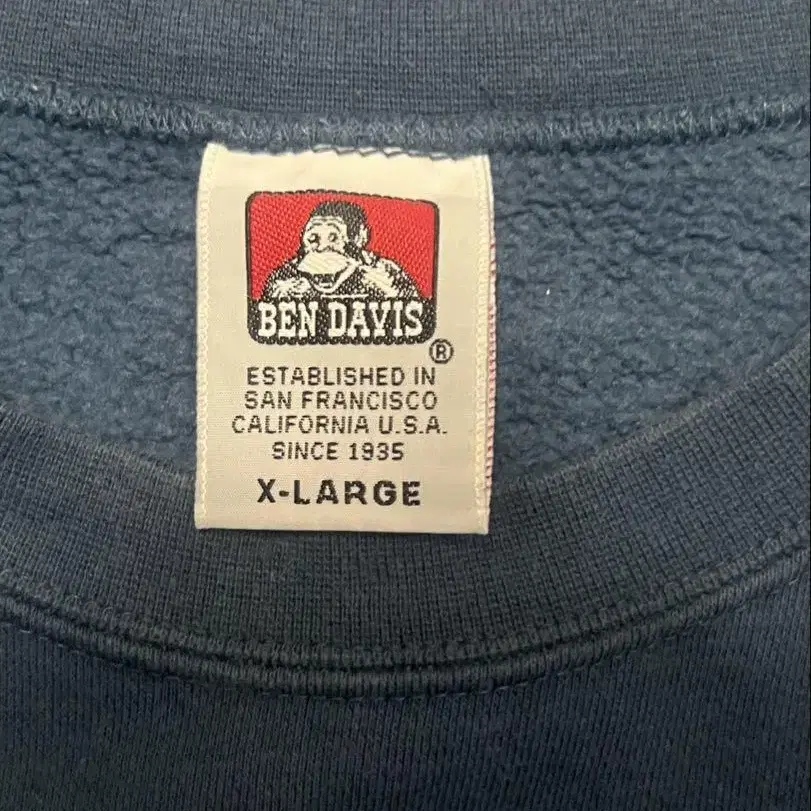 BEN DAVIS
®
ESTABLISHED IN
SAN FRANCISCO
CALIFORNIA U.S.A.
SINCE 1935
X-LARGE